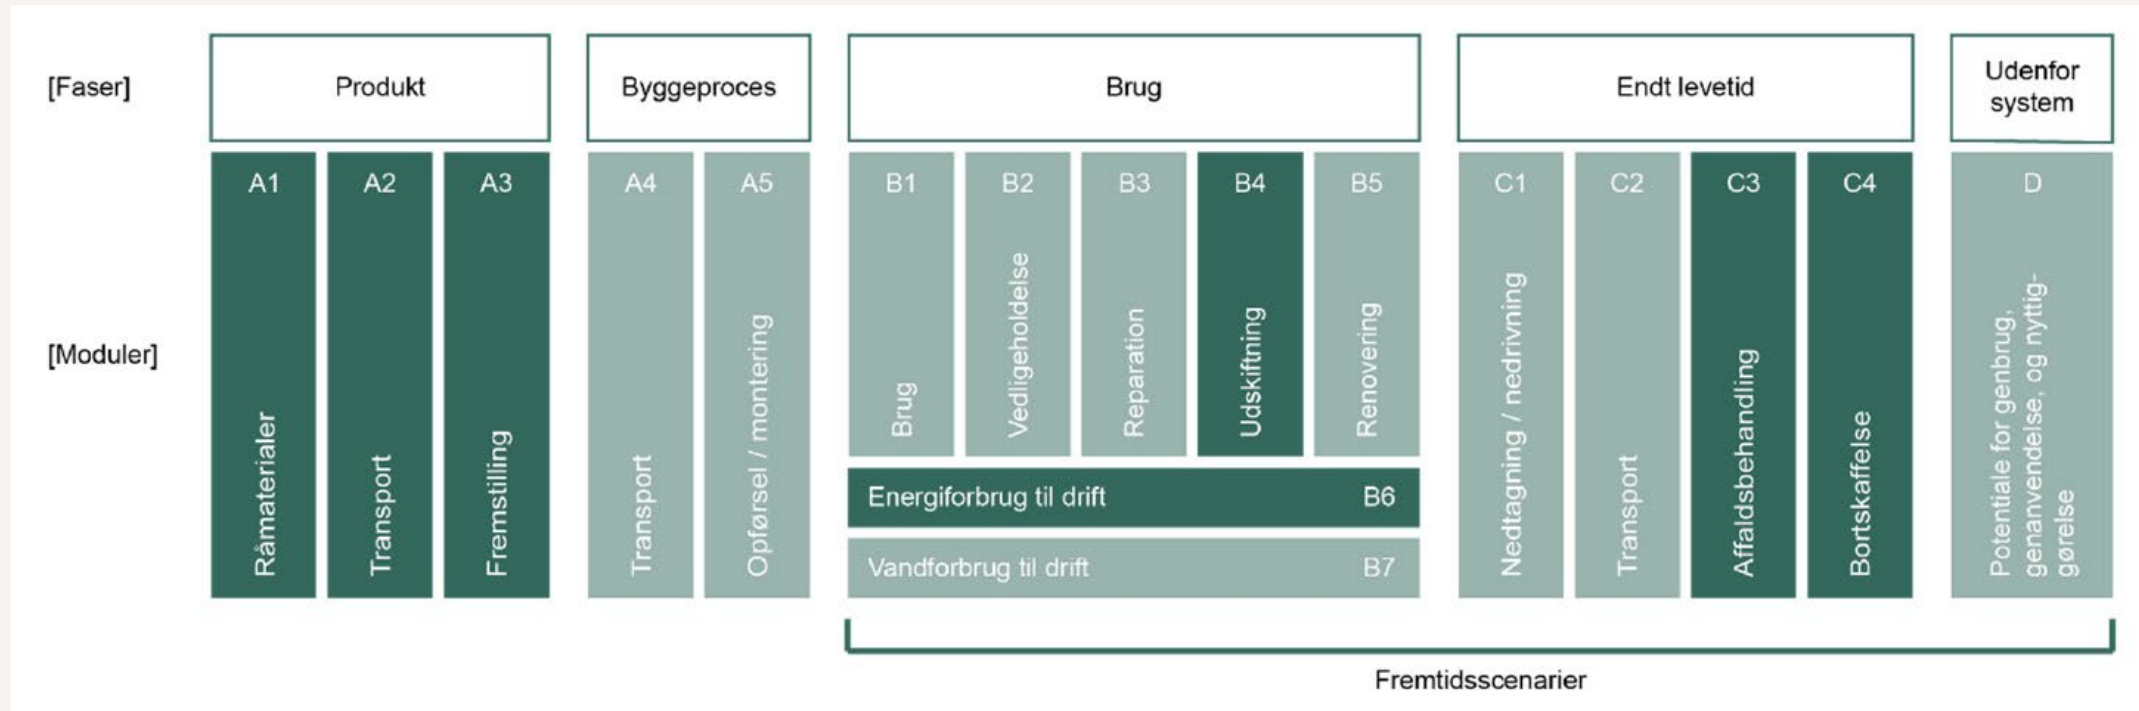 [Faser]
Produkt
Byggeproces
Brug
Endt levetid
Udenfor
system
[Moduler]
A1
Råmaterialer
A2
Transport
A3
Fremstilling
A4
Transport
A5
Opførsel / montering
B1
Brug
B2
Vedligeholdelse
B3
Reparation
B4
Udskiftning
B5
Renovering
Energiforbrug til drift B6
Vandforbrug til drift B7
C1
Nedtagning / nedrivning
C2
Transport
C3
Affaldsbehandling
C4
Bortskaffelse
D
Potentiale for genbrug,
genanvendelse, og nyttig-
gørelse
Fremtidsscenarier